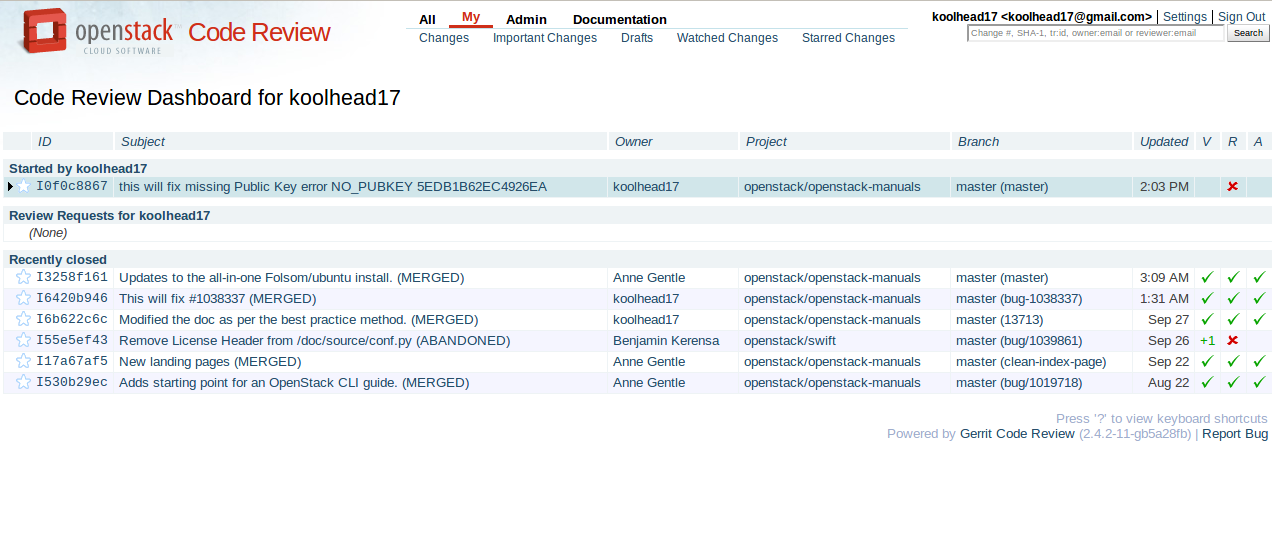 openstack
CLOUD SOFTWARE
Code Review
All My Admin Documentation
Changes Important Changes Drafts Watched Changes Starred Changes
koolhead17 <koolhead17@gmail.com> | Settings | Sign Out
Change #, SHA-1, tr:id, owner:email or reviewer:email Search
Code Review Dashboard for koolhead17
ID Subject Owner Project Branch Updated V R A
Started by koolhead17
I0f0c8867 this will fix missing Public Key error NO_PUBKEY 5EDB1B62EC4926EA koolhead17 openstack/openstack-manuals master (master) 2:03 PM
Review Requests for koolhead17
(None)
Recently closed
I3258f161 Updates to the all-in-one Folsom/ubuntu install. (MERGED) Anne Gentle openstack/openstack-manuals master (master) 3:09 AM ✓ ✓ ✓
I6420b946 This will fix #1038337 (MERGED) koolhead17 openstack/openstack-manuals master (bug-1038337) 1:31 AM ✓ ✓ ✓
I6b622c6c Modified the doc as per the best practice method. (MERGED) koolhead17 openstack/openstack-manuals master (13713) Sep 27 ✓ ✓ ✓
I55e5ef43 Remove License Header from /doc/source/conf.py (ABANDONED) Benjamin Kerensa openstack/swift master (bug/1039861) Sep 26 +1
I17a67af5 New landing pages (MERGED) Anne Gentle openstack/openstack-manuals master (clean-index-page) Sep 22 ✓ ✓ ✓
I530b29ec Adds starting point for an OpenStack CLI guide. (MERGED) Anne Gentle openstack/openstack-manuals master (bug/1019718) Aug 22 ✓ ✓ ✓
Press '?' to view keyboard shortcuts
Powered by Gerrit Code Review (2.4.2-11-gb5a28fb) | Report Bug